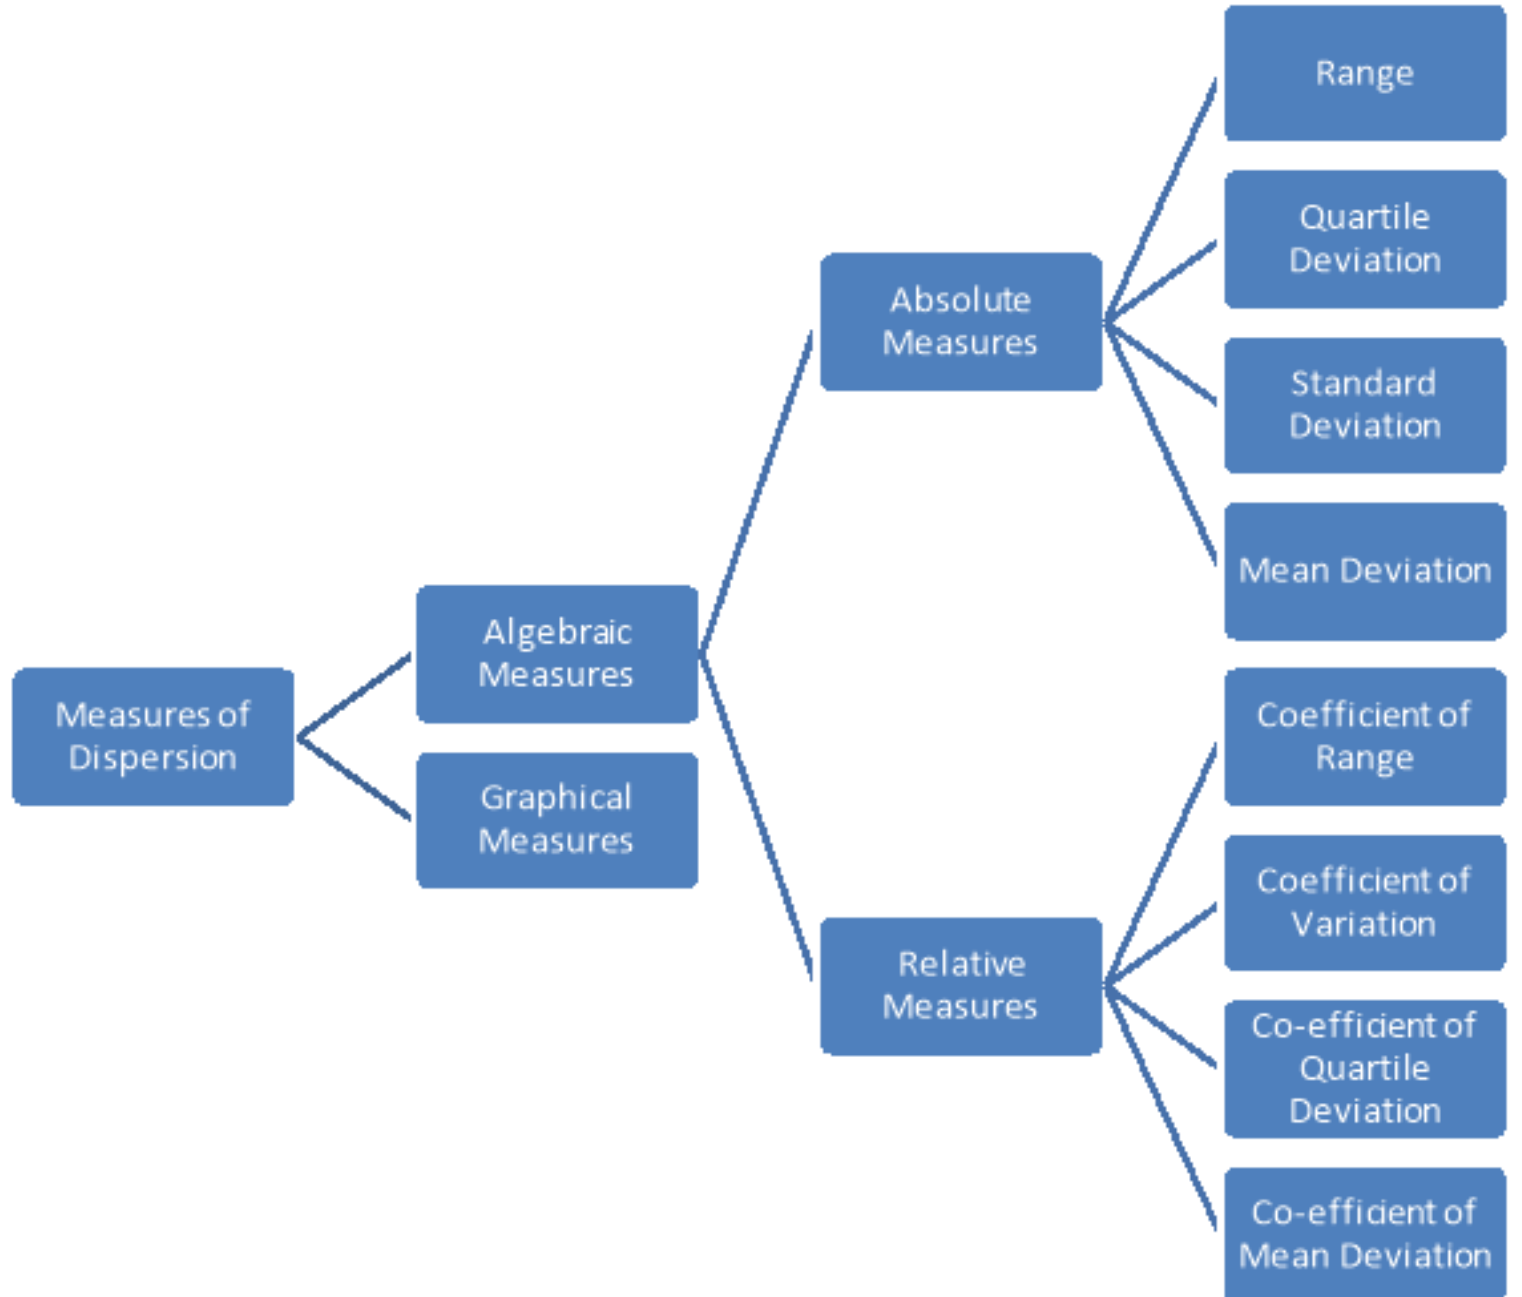 Measures of
Dispersion
Algebraic
Measures
Graphical
Measures
Absolute
Measures
Relative
Measures
Range
Quartile
Deviation
Standard
Deviation
Mean Deviation
Coefficient of
Range
Coefficient of
Variation
Co-efficient of
Quartile
Deviation
Co-efficient of
Mean Deviation